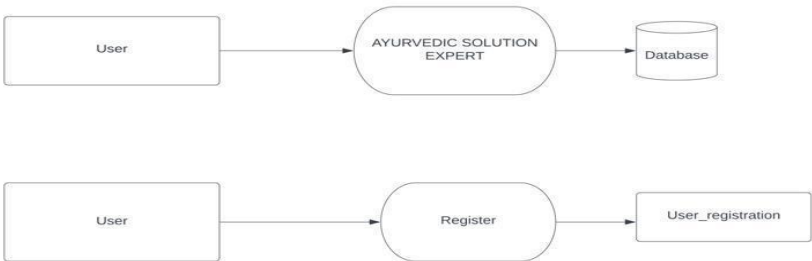 User
AYURVEDIC SOLUTION
EXPERT
Database
User
Register
User_registration